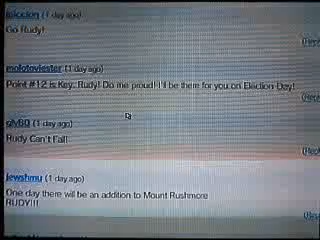 (1 day ago)
Go Rudy!
(1 day ago)
Point #12 is Key. Rudy! Do me proud! I'll be there for you on Election Day!
gly80 (1 day ago)
Rudy Can't Fail!
jewshmu (1 day ago)
One day there will be an addition to Mount Rushmore
RUDY!!!